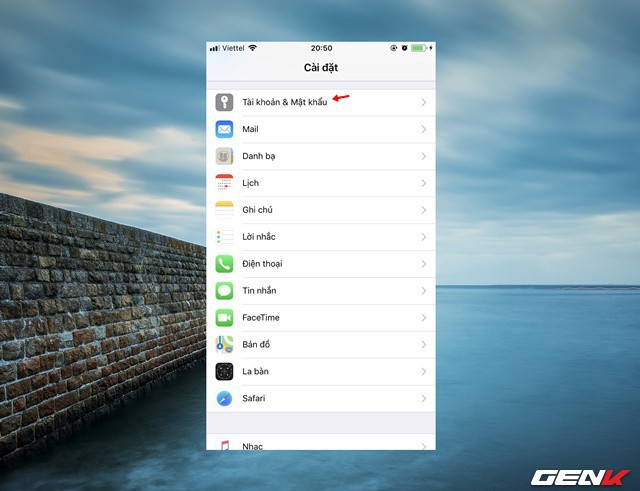 Viettel 20:50
Cài đặt
Tài khoản & Mật khẩu
Mail
Danh bạ
Lịch
Ghi chú
Lời nhắc
Điện thoại
Tin nhắn
FaceTime
Bản đồ
La bàn
Safari
Nhạc
GENK